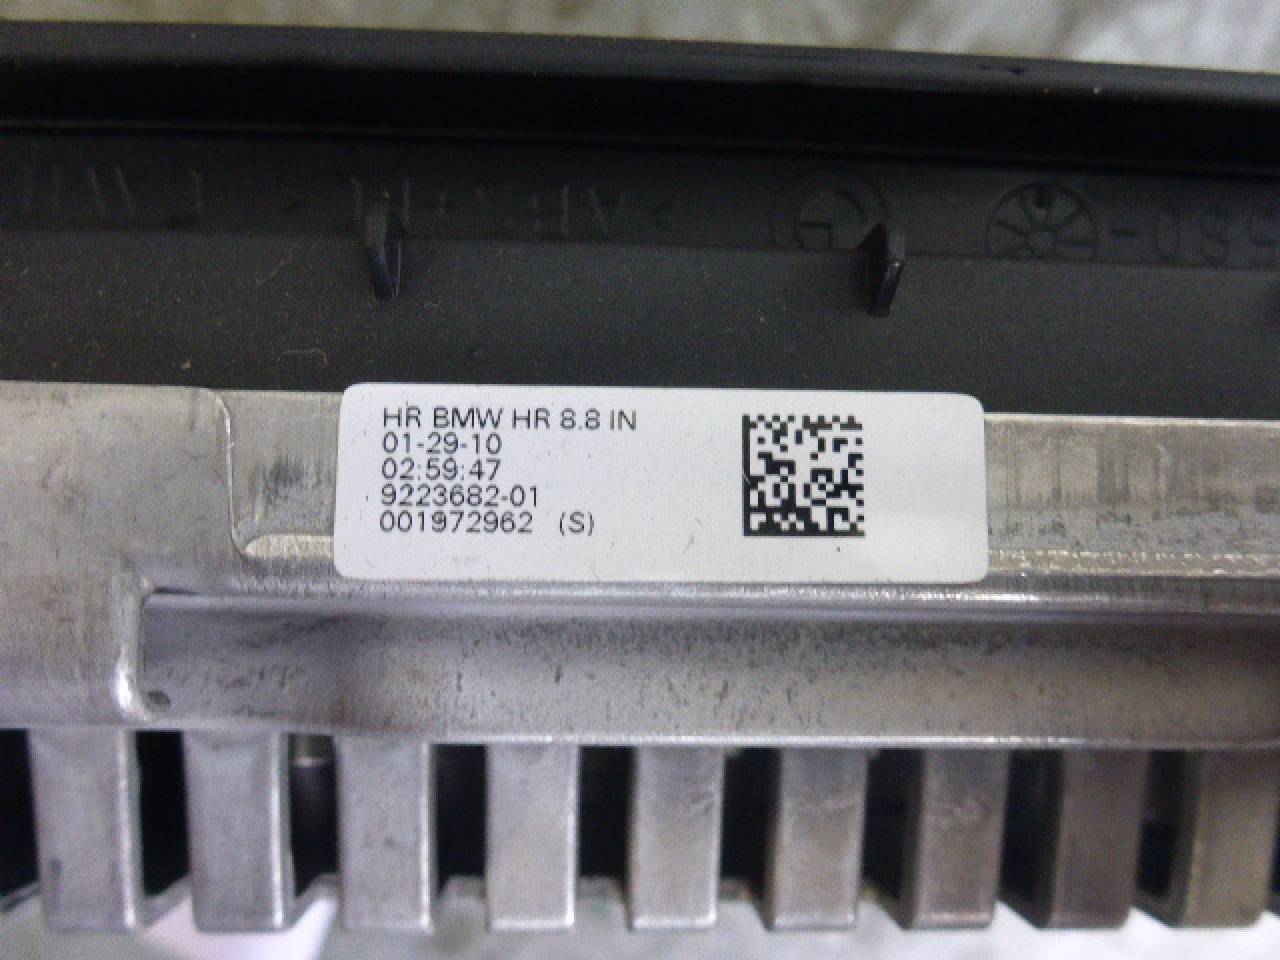 HR BMW HR 8.8 IN
01-29-10
02:59:47
9223682-01
001972962 (S)